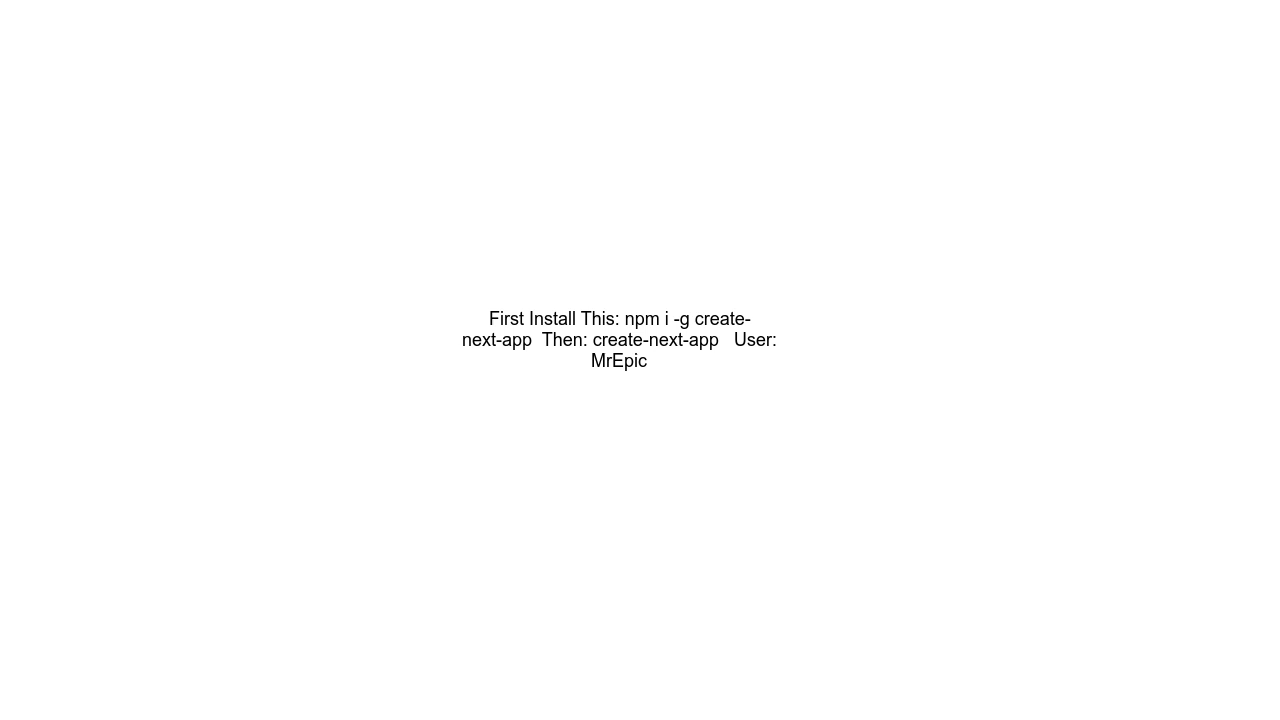 First Install This: npm i -g create-
next-app  Then: create-next-app   User:
MrEpic